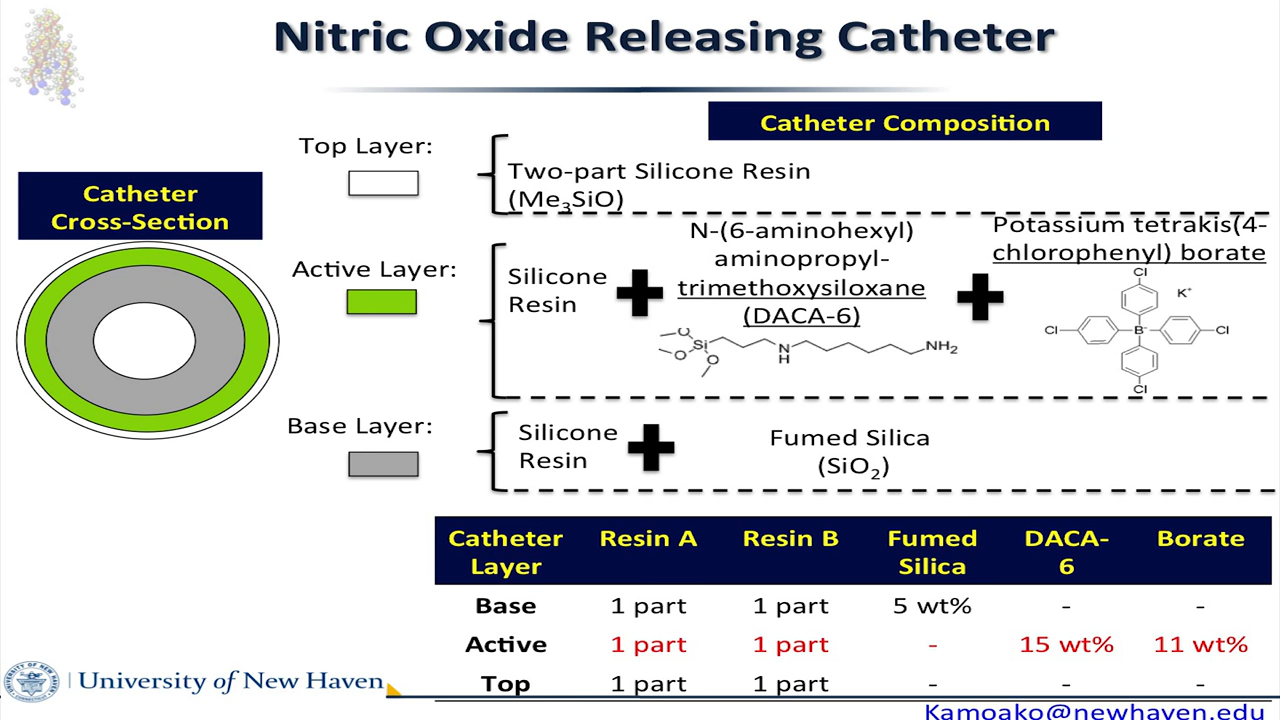 Nitric Oxide Releasing Catheter
Catheter Composition
Catheter
Cross-Section
Top Layer:
Two-part Silicone Resin
(Me3SiO)
Active Layer:
Silicone
Resin
N-(6-aminohexyl)
aminopropyl-
trimethoxysiloxane
(DACA-6)
O
Si
O
O
N
H
NH2
Potassium tetrakis(4-
chlorophenyl) borate
Cl
K+
Cl
B-
Cl
Cl
Base Layer:
Silicone
Resin
Fumed Silica
(SiO2)
Catheter Layer Resin A Resin B Fumed Silica DACA-6 Borate
Base 1 part 1 part 5 wt% - -
Active 1 part 1 part - 15 wt% 11 wt%
Top 1 part 1 part - - -
University of New Haven
Kamoako@newhaven.edu